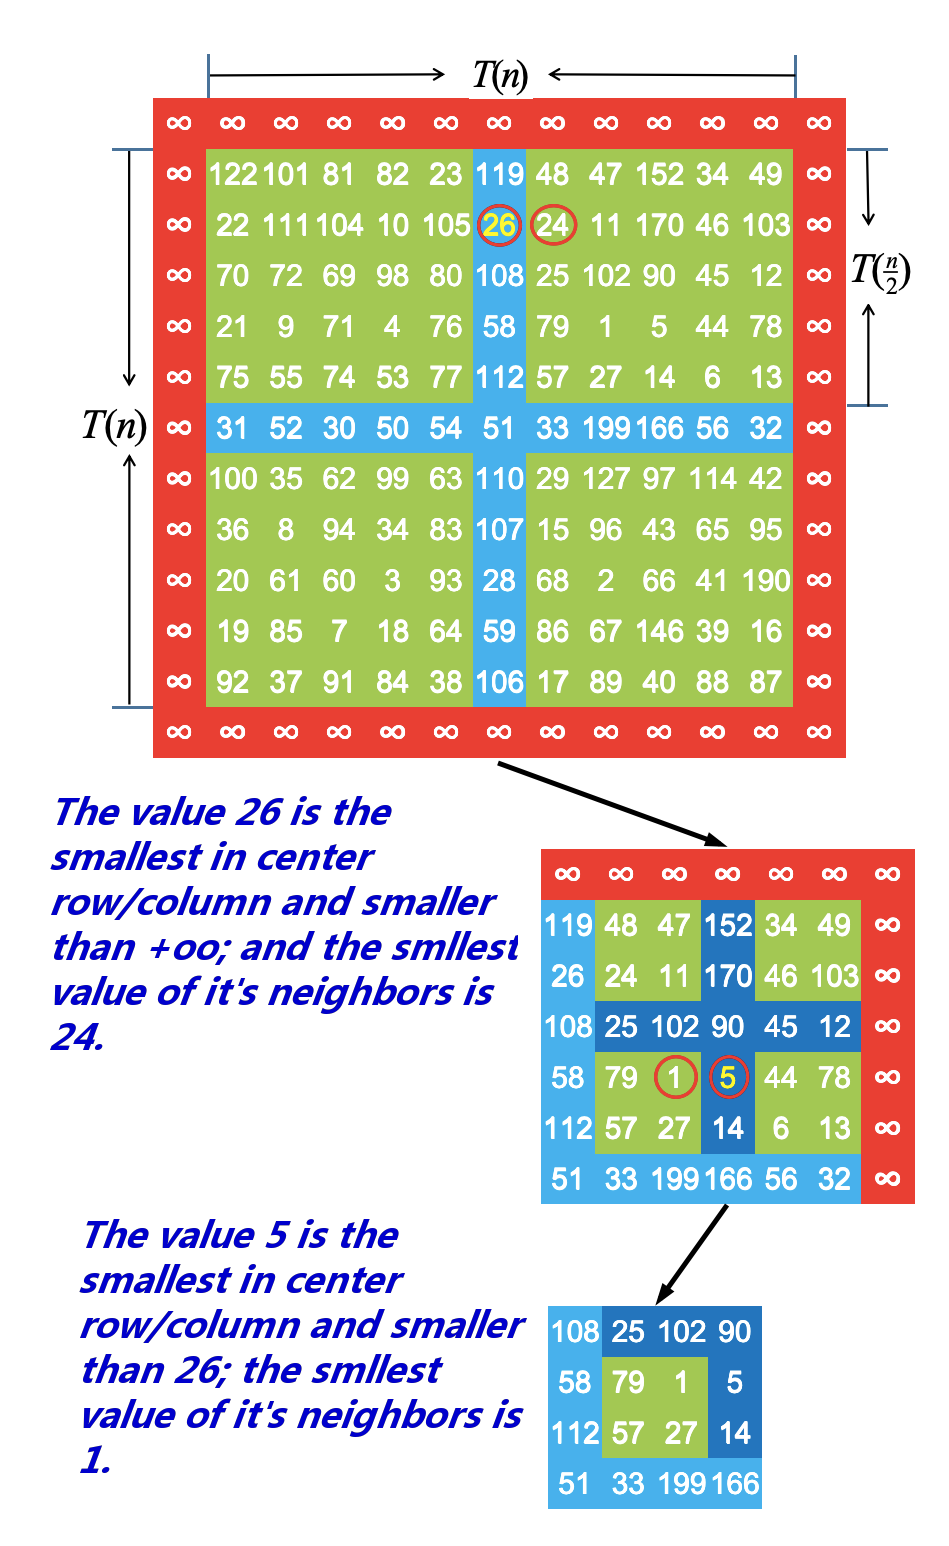 T(n)
∞ ∞ ∞ ∞ ∞ ∞ ∞ ∞ ∞ ∞ ∞ ∞ ∞
∞ 122 101 81 82 23 119 48 47 152 34 49 ∞
∞ 22 111 104 10 105 26 24 11 170 46 103 ∞
∞ 70 72 69 98 80 108 25 102 90 45 12 ∞
T(n/2)
∞ 21 9 71 4 76 58 79 1 5 44 78 ∞
∞ 75 55 74 53 77 112 57 27 14 6 13 ∞
T(n)
∞ 31 52 30 50 54 51 33 199 166 56 32 ∞
∞ 100 35 62 99 63 110 29 127 97 114 42 ∞
∞ 36 8 94 34 83 107 15 96 43 65 95 ∞
∞ 20 61 60 3 93 28 68 2 66 41 190 ∞
∞ 19 85 7 18 64 59 86 67 146 39 16 ∞
∞ 92 37 91 84 38 106 17 89 40 88 87 ∞
∞ ∞ ∞ ∞ ∞ ∞ ∞ ∞ ∞ ∞ ∞ ∞ ∞
The value 26 is the
smallest in center
row/column and smaller
than +oo; and the smllest
value of it's neighbors is
24.
∞ ∞ ∞ ∞ ∞ ∞ ∞
119 48 47 152 34 49 ∞
26 24 11 170 46 103 ∞
108 25 102 90 45 12 ∞
58 79 1 5 44 78 ∞
112 57 27 14 6 13 ∞
51 33 199 166 56 32 ∞
The value 5 is the
smallest in center
row/column and smaller
than 26; the smllest
value of it's neighbors is
1.
108 25 102 90
58 79 1 5
112 57 27 14
51 33 199 166